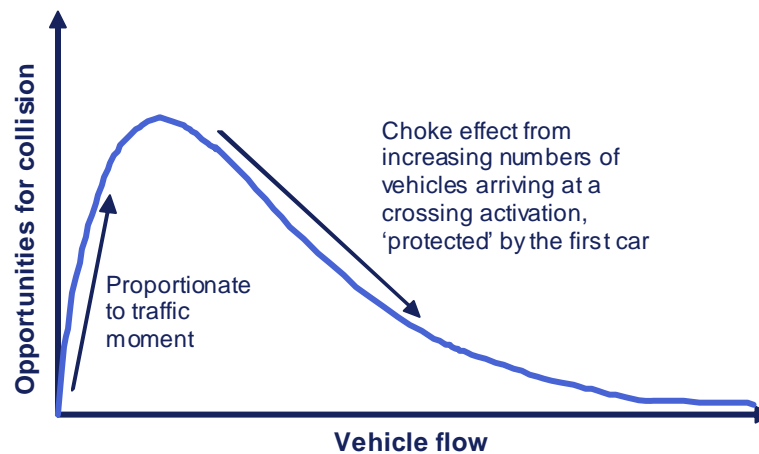 Opportunities for collision
Choke effect from
increasing numbers of
vehicles arriving at a
crossing activation,
‘protected’ by the first car
Proportionate
to traffic
moment
Vehicle flow